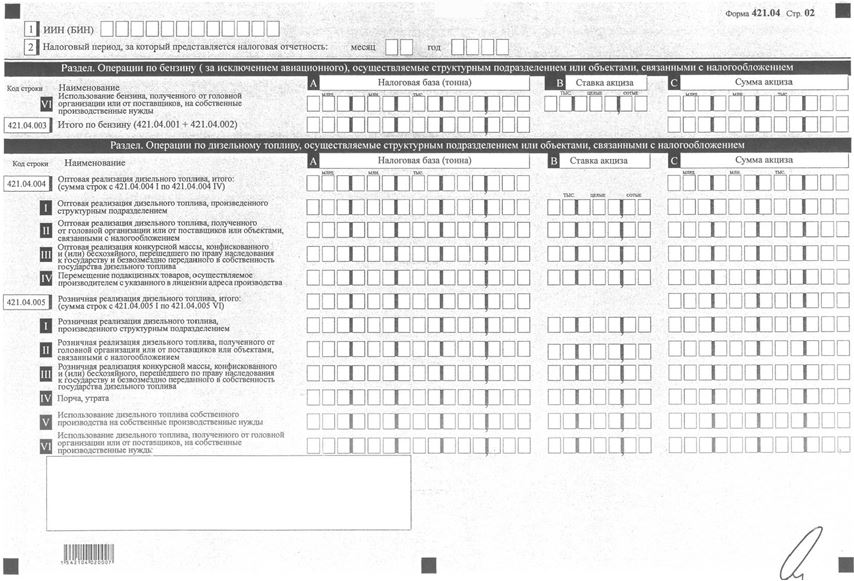 Форма 421.04 Стр. 02
1 ИИН (БИН)
2 Налоговый период, за который представляется налоговая отчетность: месяц год
Раздел. Операции по бензину ( за исключением авиационного), осуществляемые структурным подразделением или объектами, связанными с налогообложением
Код строки Наименование A Налоговая база (тонна) B Ставка акциза C Сумма акциза
млрд. млн. тыс. тыс. целые сотые млрд. млн. тыс.
VI Использование бензина, полученного от головной
организации или от поставщиков, на собственные
производственные нужды
421.04.003 Итого по бензину (421.04.001 + 421.04.002)
Раздел. Операции по дизельному топливу, осуществляемые структурным подразделением или объектами, связанными с налогообложением
Код строки Наименование A Налоговая база (тонна) B Ставка акциза C Сумма акциза
млрд. млн. тыс. млрд. млн. тыс.
421.04.004 Оптовая реализация дизельного топлива, итого:
(сумма строк с 421.04.004 I по 421.04.004 IV)
тыс. целые сотые
I Оптовая реализация дизельного топлива, произведенного
структурным подразделением
II Оптовая реализация дизельного топлива, полученного
от головной организации или от поставщиков или объектами,
связанными с налогообложением
III Оптовая реализация конкурсной массы, конфискованного
и (или) бесхозяйного, перешедшего по праву наследования
к государству и безвозмездно переданного в собственность
государства дизельного топлива
IV Перемещение подакцизных товаров, осуществляемое
производителем с указанного в лицензии адреса производства
421.04.005 Розничная реализация дизельного топлива, итого:
(сумма строк с 421.04.005 I по 421.04.005 VI)
I Розничная реализация дизельного топлива,
произведенного структурным подразделением
II Розничная реализация дизельного топлива, полученного от
головной организации или от поставщиков или объектами,
связанными с налогообложением
III Розничная реализация конкурсной массы, конфискованного
и (или) бесхозяйного, перешедшего по праву наследования
к государству и безвозмездно переданного в собственность
государства дизельного топлива
IV Порча, утрата
V Использование дизельного топлива собственного
производства на собственные производственные нужды
VI Использование дизельного топлива, полученного от головной
организации или от поставщиков, на собственные
производственные нужды:
1542104020007